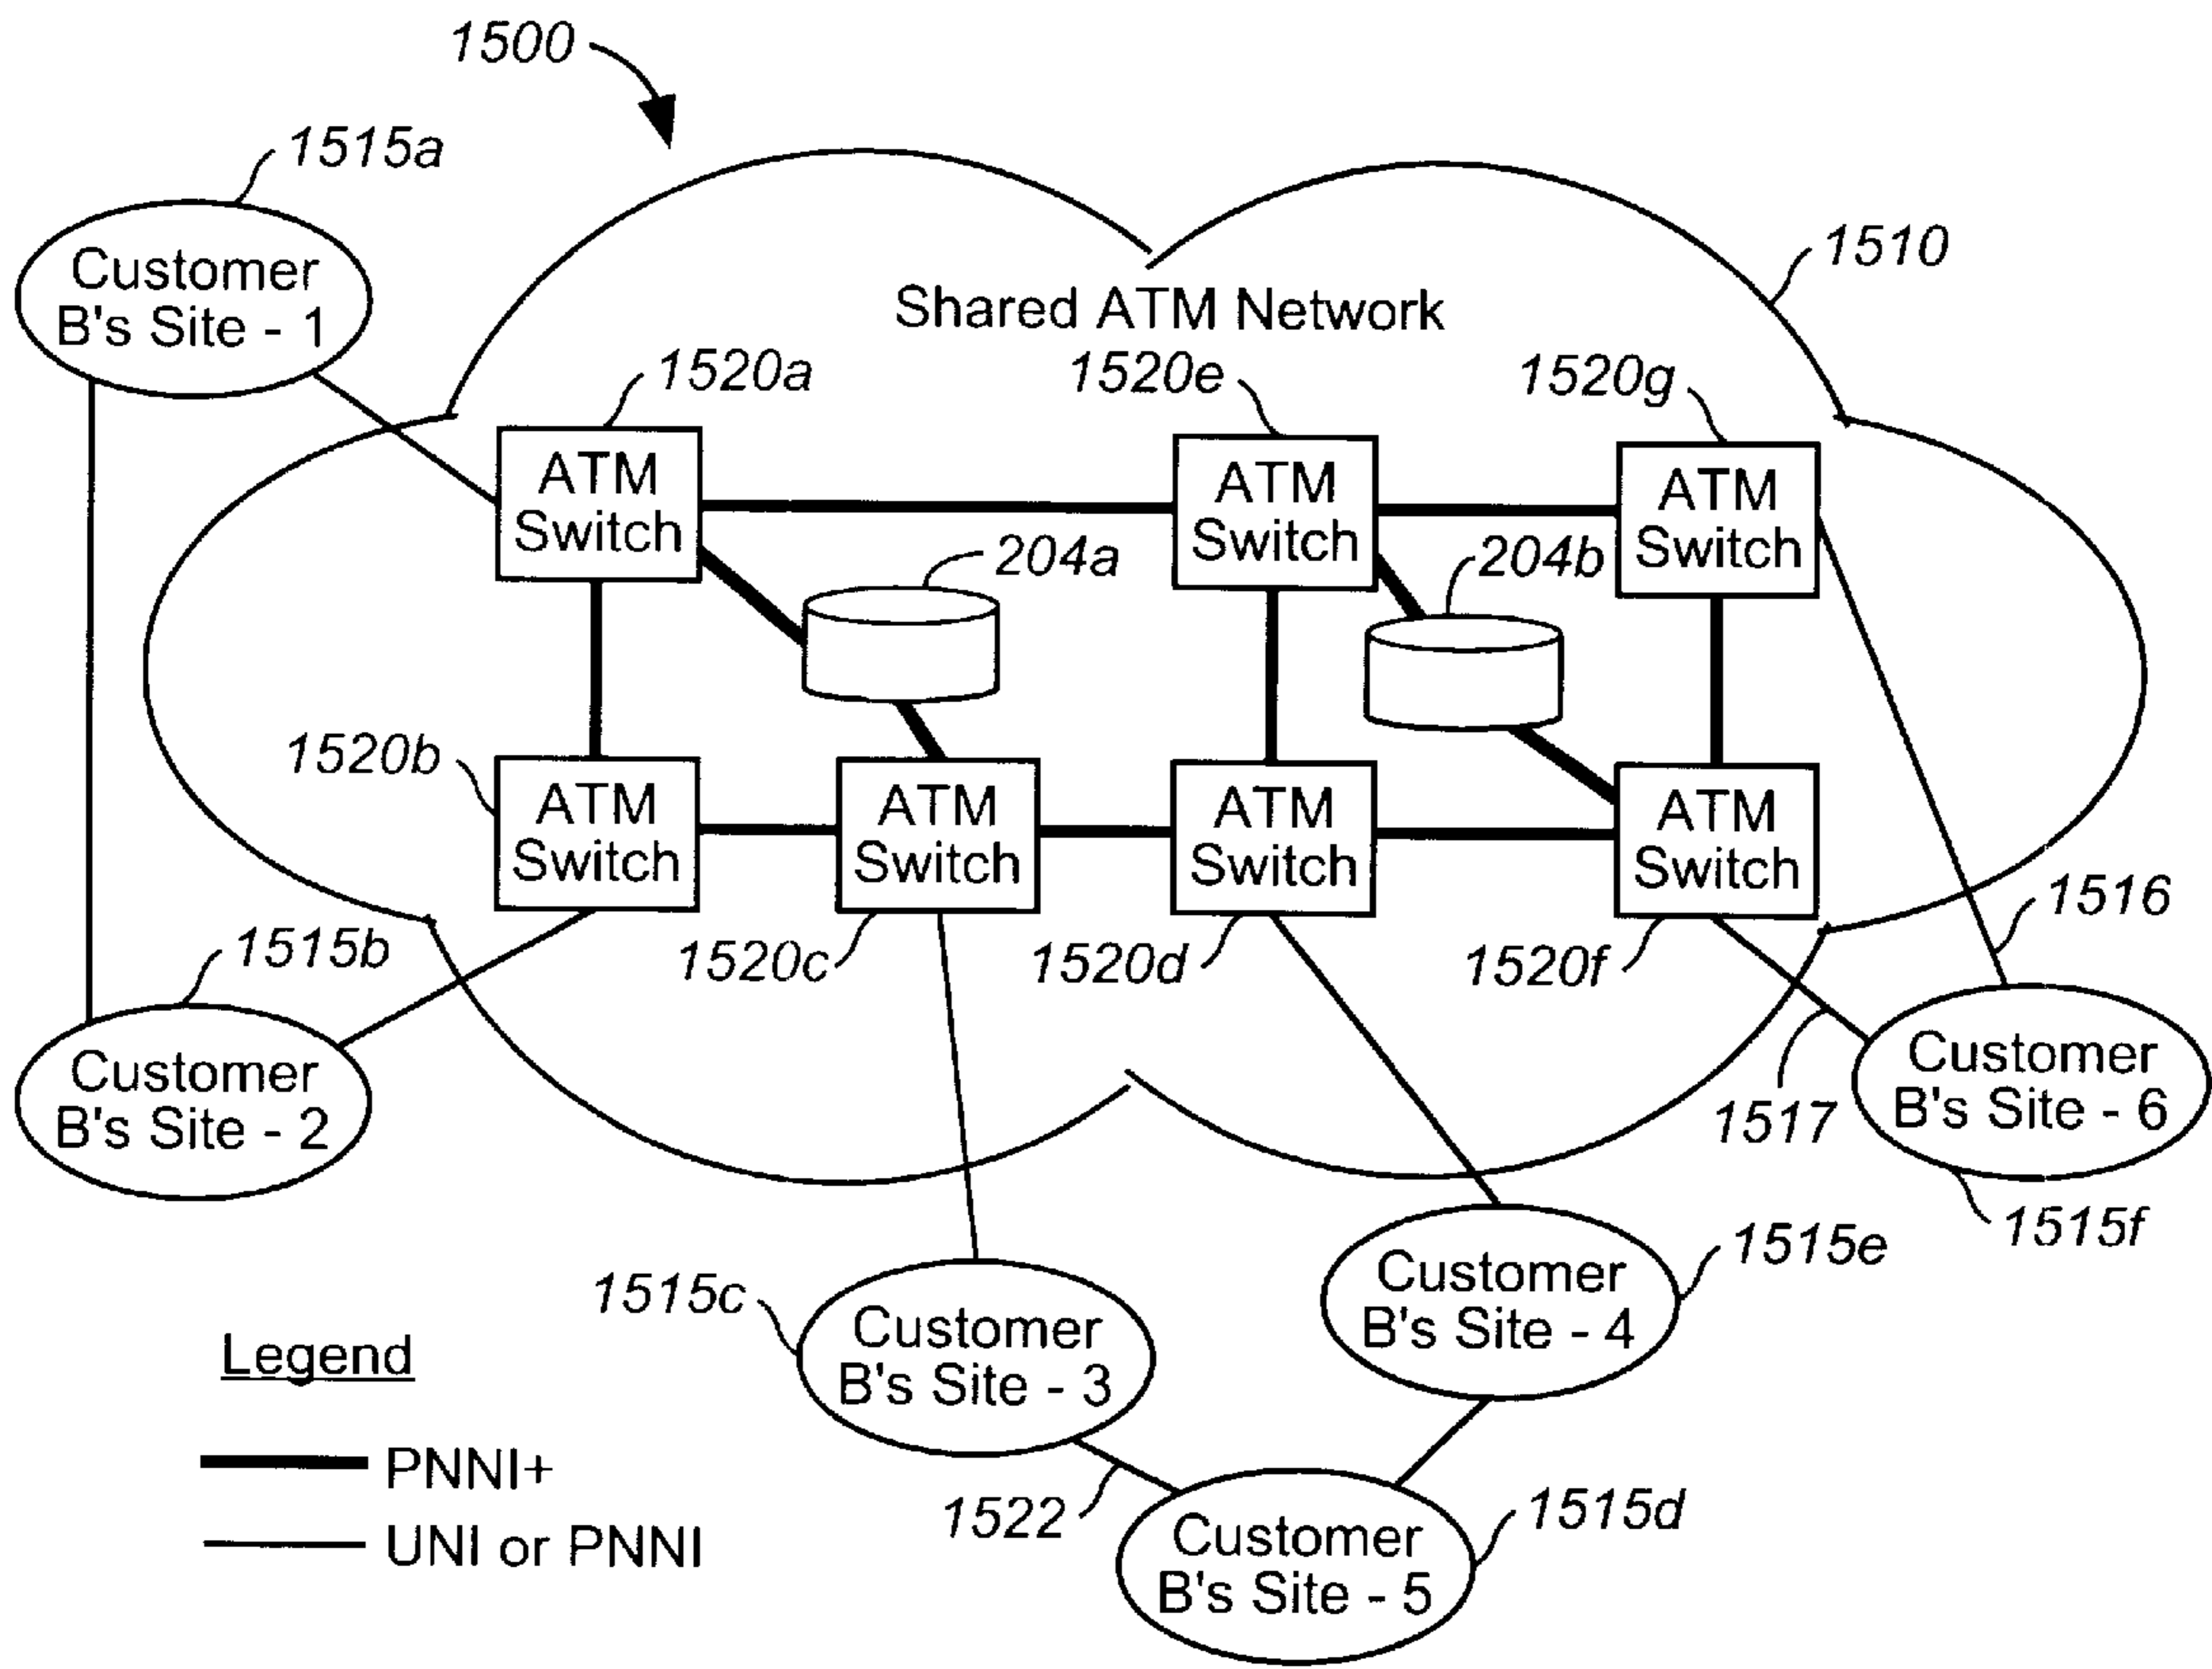 1500
1515a
Customer
B's Site - 1
1510
Shared ATM Network
1520a
1520e
1520g
ATM
Switch
ATM
Switch
ATM
Switch
204a
204b
1520b
ATM
Switch
ATM
Switch
ATM
Switch
ATM
Switch
1516
1515b
1520c
1520d
1520f
Customer
B's Site - 2
Customer
B's Site - 6
1517
1515f
1515c
Customer
B's Site - 3
Customer
B's Site - 4
1515e
Legend
PNNI+
UNI or PNNI
1522
Customer
B's Site - 5
1515d